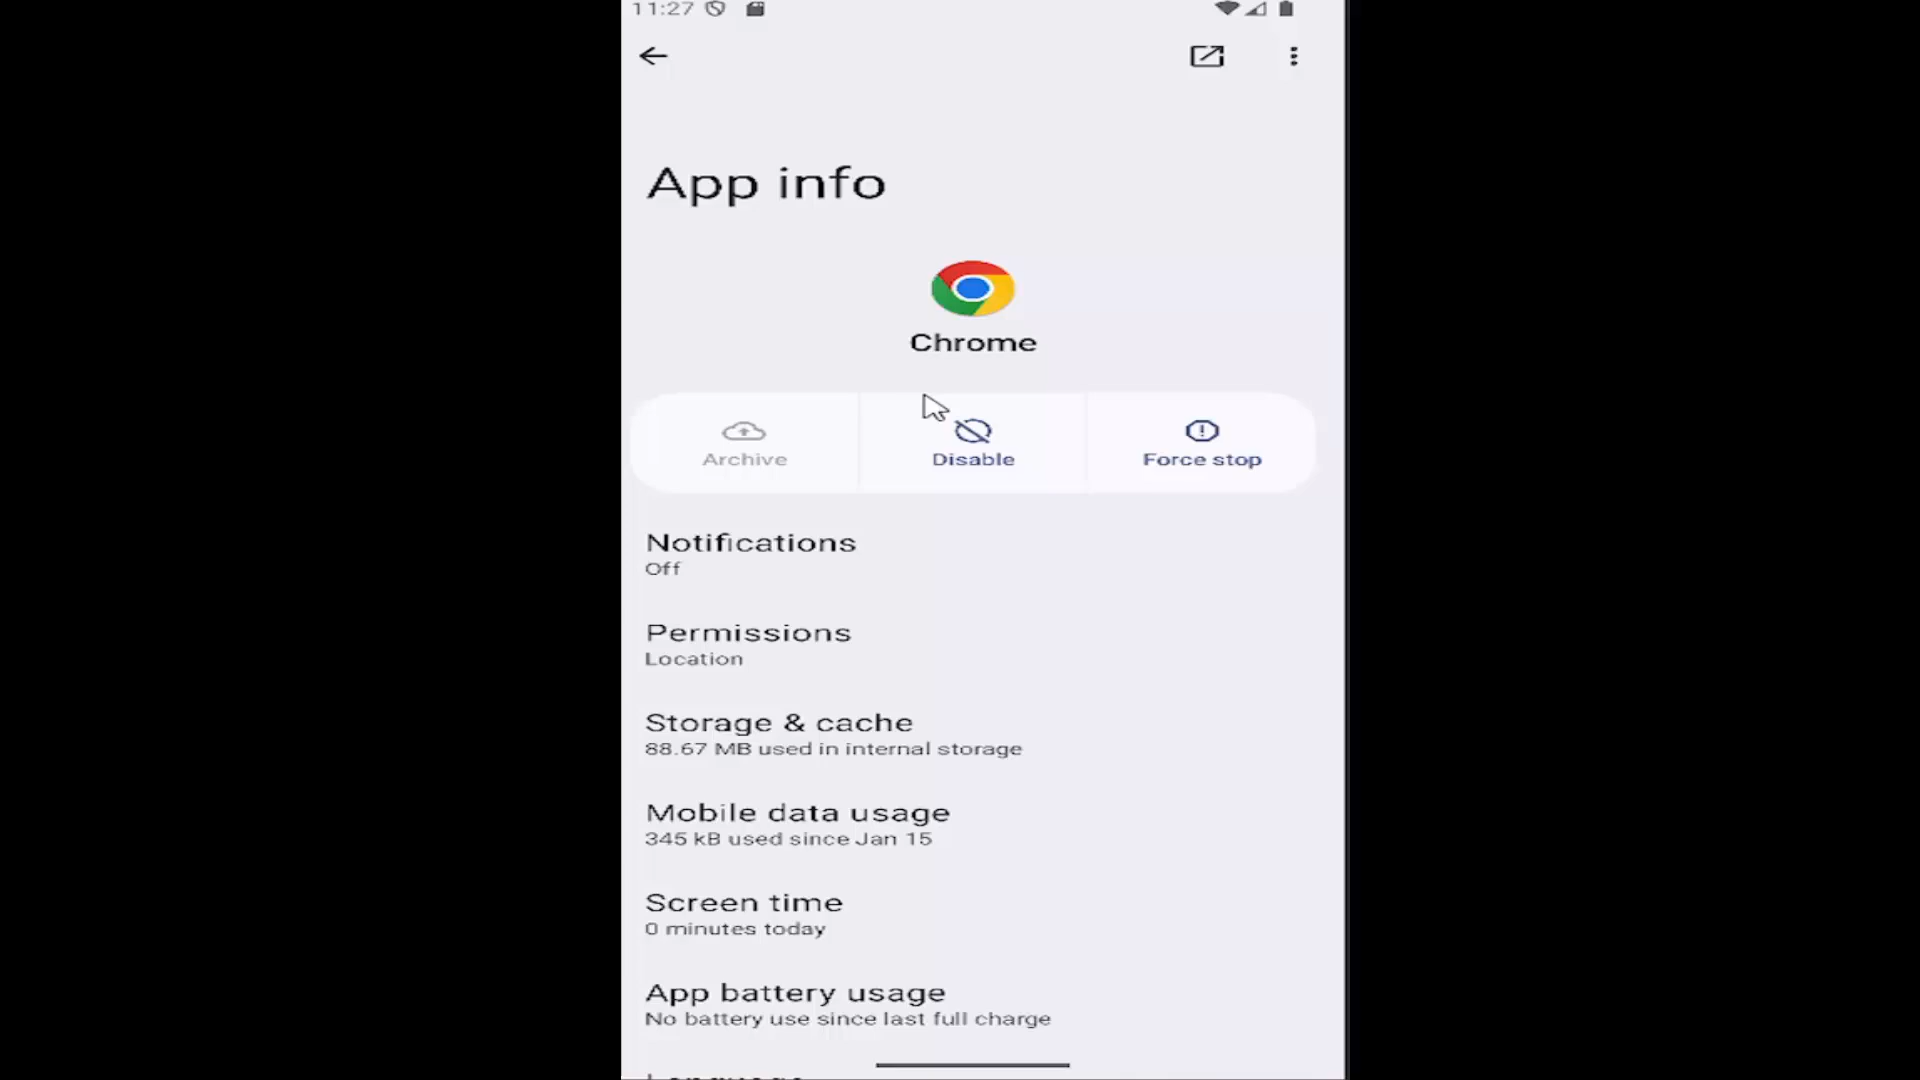 11:27
App info
Chrome
Archive
Disable
Force stop
Notifications
Off
Permissions
Location
Storage & cache
88.67 MB used in internal storage
Mobile data usage
345 kB used since Jan 15
Screen time
0 minutes today
App battery usage
No battery use since last full charge